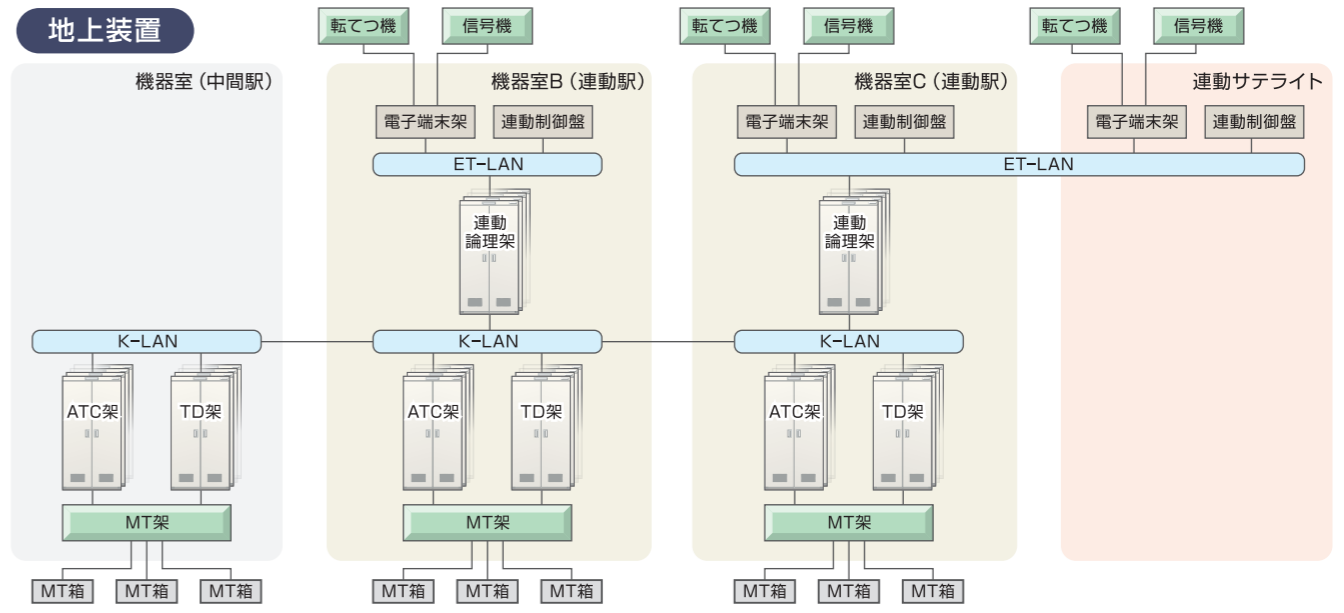 地上装置
転てつ機
信号機
転てつ機
信号機
転てつ機
信号機
機器室（中間駅）
機器室B（連動駅）
機器室C（連動駅）
連動サテライト
電子端末架
連動制御盤
電子端末架
連動制御盤
電子端末架
連動制御盤
ET-LAN
ET-LAN
連動
論理架
連動
論理架
K-LAN
K-LAN
K-LAN
ATC架
TD架
ATC架
TD架
ATC架
TD架
MT架
MT架
MT架
MT箱
MT箱
MT箱
MT箱
MT箱
MT箱
MT箱
MT箱
MT箱